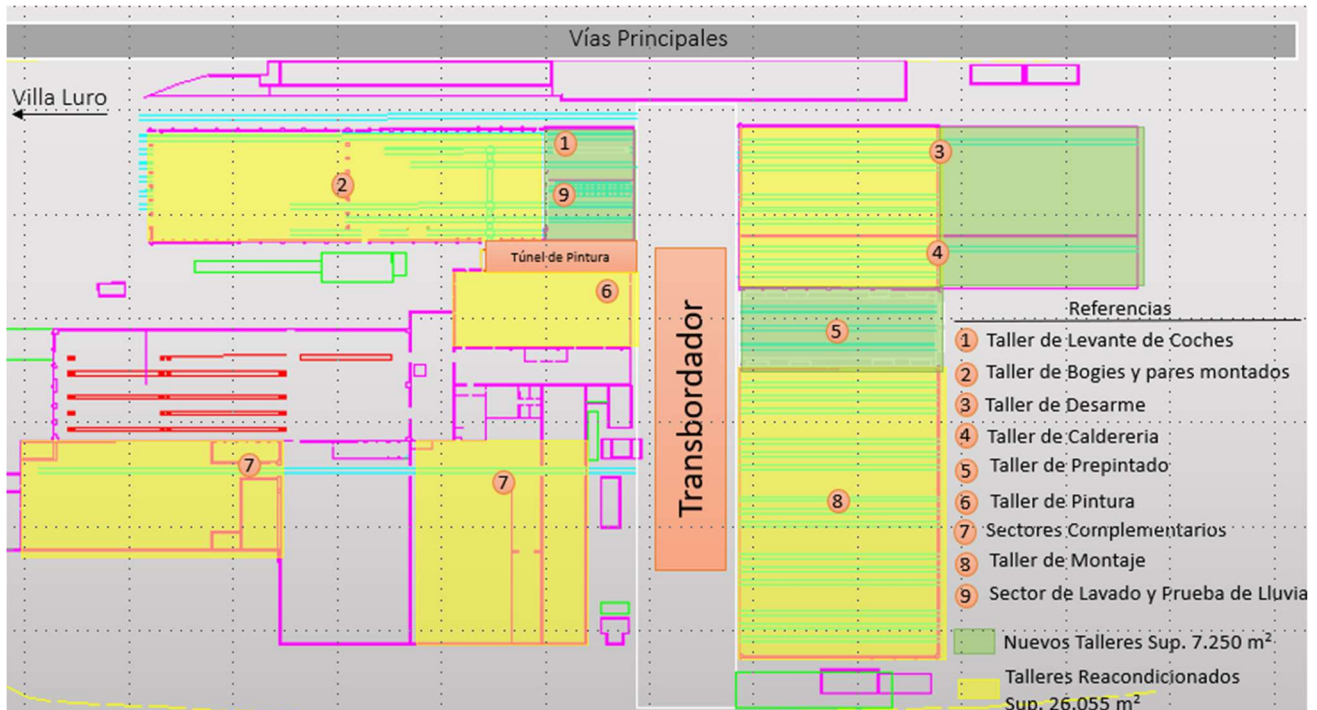 Vías Principales
Villa Luro
1
2
9
3
4
Túnel de Pintura
6
5
Transbordador
7
7
8
Referencias
1 Taller de Levante de Coches
2 Taller de Bogies y pares montados
3 Taller de Desarme
4 Taller de Caldereria
5 Taller de Prepintado
6 Taller de Pintura
7 Sectores Complementarios
8 Taller de Montaje
9 Sector de Lavado y Prueba de Lluvia
Nuevos Talleres Sup. 7.250 m²
Talleres Reacondicionados
Sup. 26.055 m²